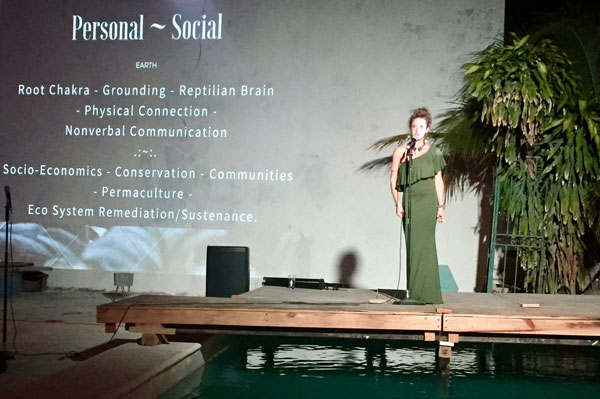 Personal ~ Social
EARTH
Root Chakra - Grounding - Reptilian Brain
- Physical Connection -
Nonverbal Communication
.:~:.
Socio-Economics - Conservation - Communities
- Permaculture -
Eco System Remediation/Sustenance.